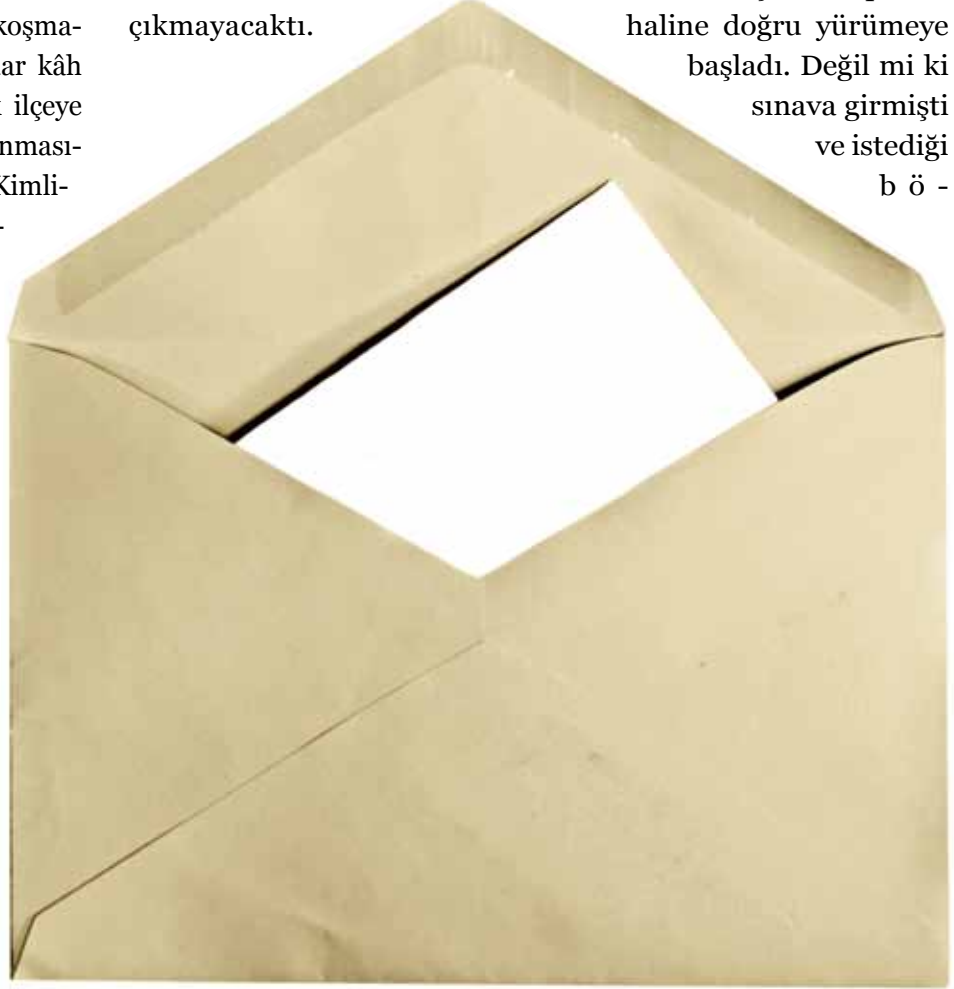 koşma-
ar kâh
ilçeye
nması-
Kimli-
-
çıkmayacaktı.
haline doğru yürümeye
başladı. Değil mi ki
sınava girmişti
ve istediği
b ö -